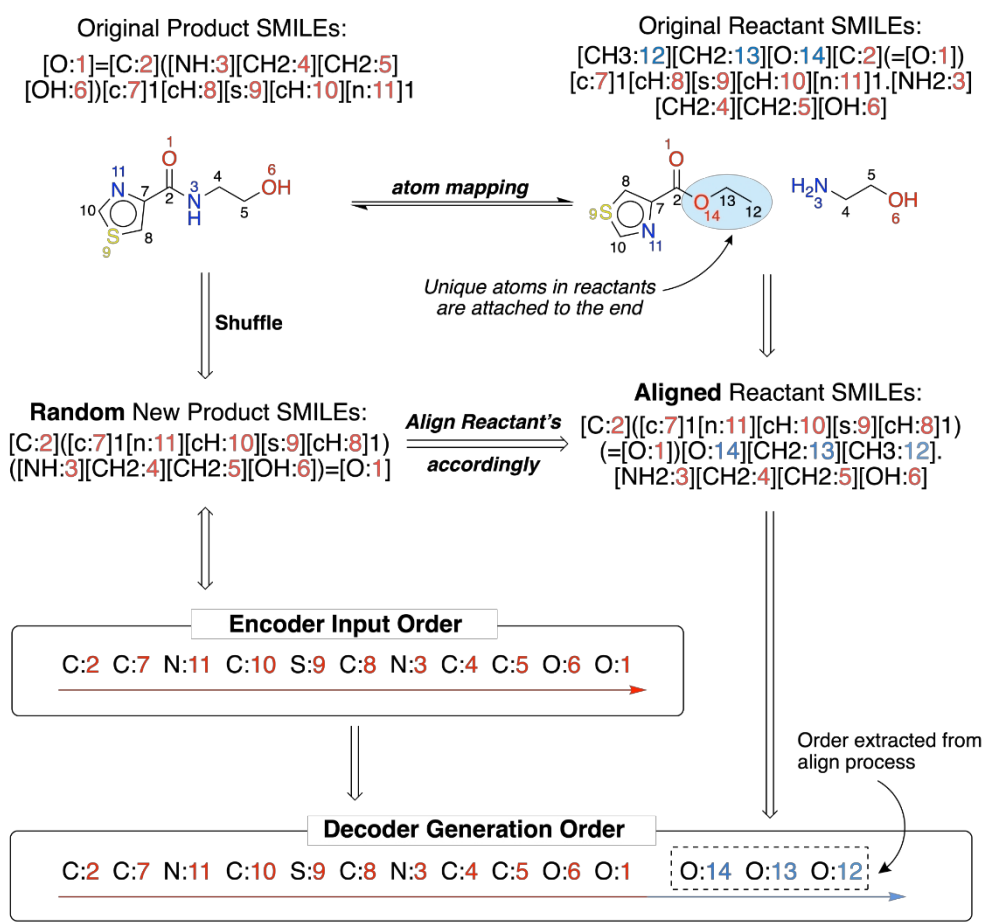 Original Product SMILEs:
[O:1]=[C:2]([NH:3][CH2:4][CH2:5]
[OH:6])[c:7]1[cH:8][s:9][cH:10][n:11]1
Original Reactant SMILEs:
[CH3:12][CH2:13][O:14][C:2](=[O:1])
[c:7]1[cH:8][s:9][cH:10][n:11]1.[NH2:3]
[CH2:4][CH2:5][OH:6]
1
O
11
N
7
2
3
N
H
4
5
6
OH
10
S
9
8
atom mapping
1
O
8
7
2
O
14
13
12
9
S
10
N
11
H2N
3
4
5
OH
6
Unique atoms in reactants
are attached to the end
Shuffle
Random New Product SMILEs:
[C:2]([c:7]1[n:11][cH:10][s:9][cH:8]1)
([NH:3][CH2:4][CH2:5][OH:6])=[O:1]
Align Reactant's
accordingly
Aligned Reactant SMILEs:
[C:2]([c:7]1[n:11][cH:10][s:9][cH:8]1)
(=[O:1])[O:14][CH2:13][CH3:12].
[NH2:3][CH2:4][CH2:5][OH:6]
Encoder Input Order
C:2 C:7 N:11 C:10 S:9 C:8 N:3 C:4 C:5 O:6 O:1
Order extracted from
align process
Decoder Generation Order
C:2 C:7 N:11 C:10 S:9 C:8 N:3 C:4 C:5 O:6 O:1 O:14 O:13 O:12